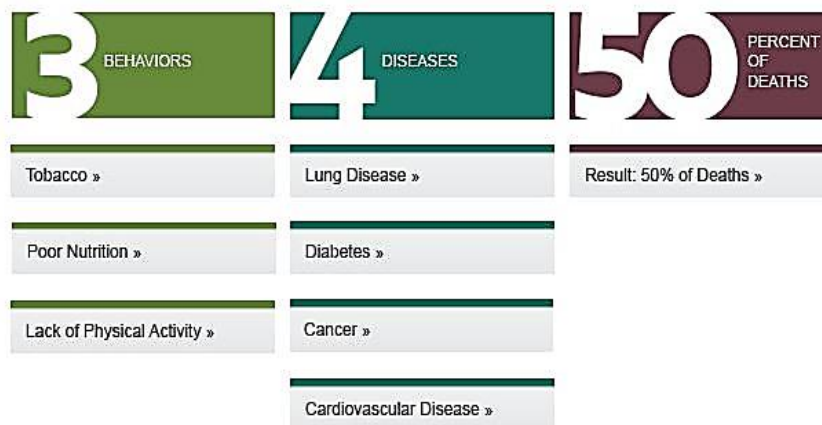 3 BEHAVIORS
Tobacco »
Poor Nutrition »
Lack of Physical Activity »
4 DISEASES
Lung Disease »
Diabetes »
Cancer »
Cardiovascular Disease »
50 PERCENT
OF
DEATHS
Result: 50% of Deaths »